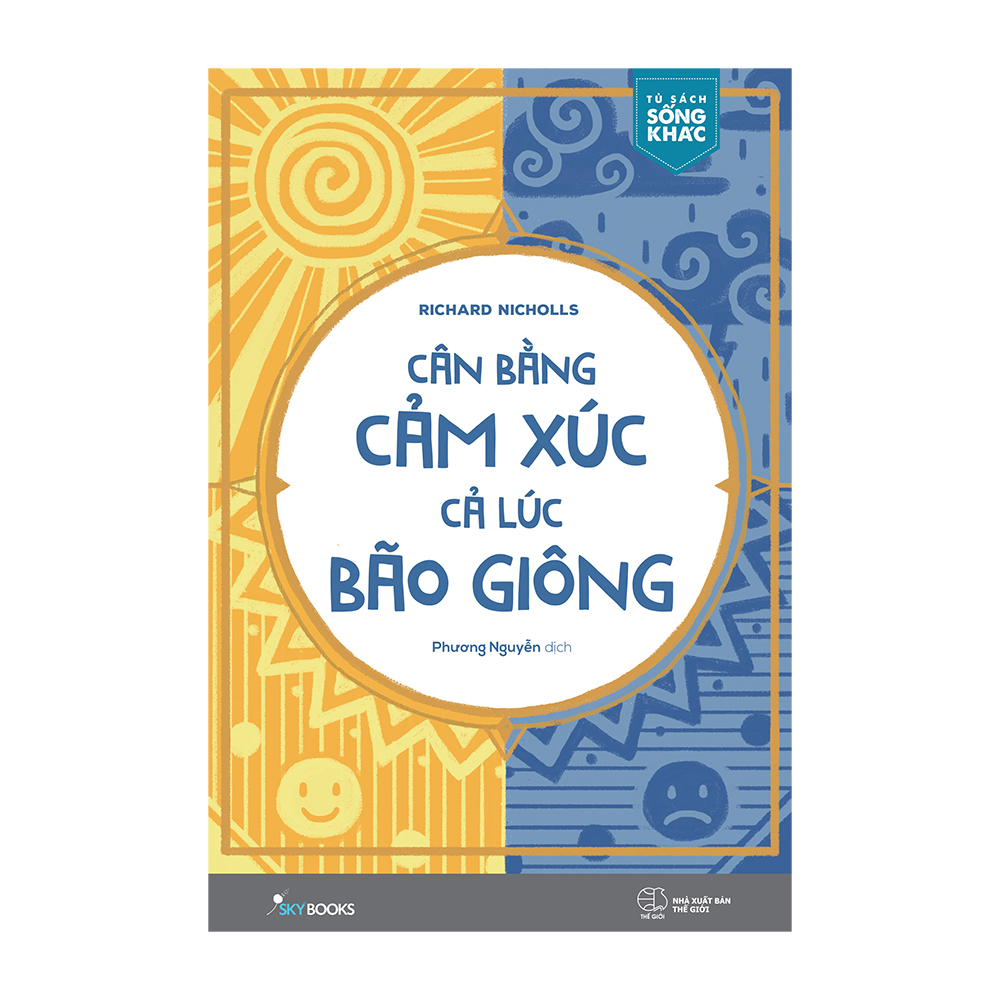 TỦ SÁCH
SỐNG
KHÁC
RICHARD NICHOLLS
CÂN BẰNG
CẢM XÚC
CẢ LÚC
BÃO GIÔNG
Phương Nguyễn dịch
SKYBOOKS
THẾ GIỚI
NHÀ XUẤT BẢN
THẾ GIỚI